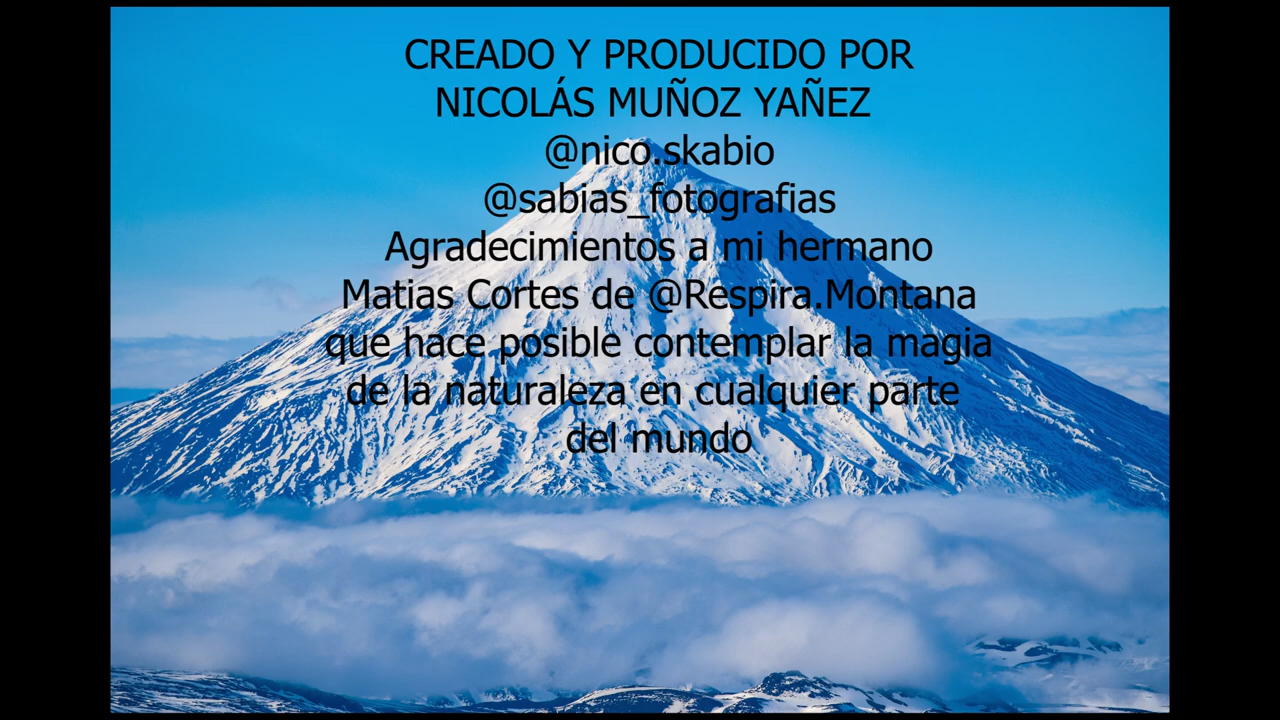 CREADO Y PRODUCIDO POR
NICOLÁS MUÑOZ YAÑEZ
@nico.skabio
@sabias_fotografias
Agradecimientos a mi hermano
Matias Cortes de @Respira.Montana
que hace posible contemplar la magia
de la naturaleza en cualquier parte
del mundo